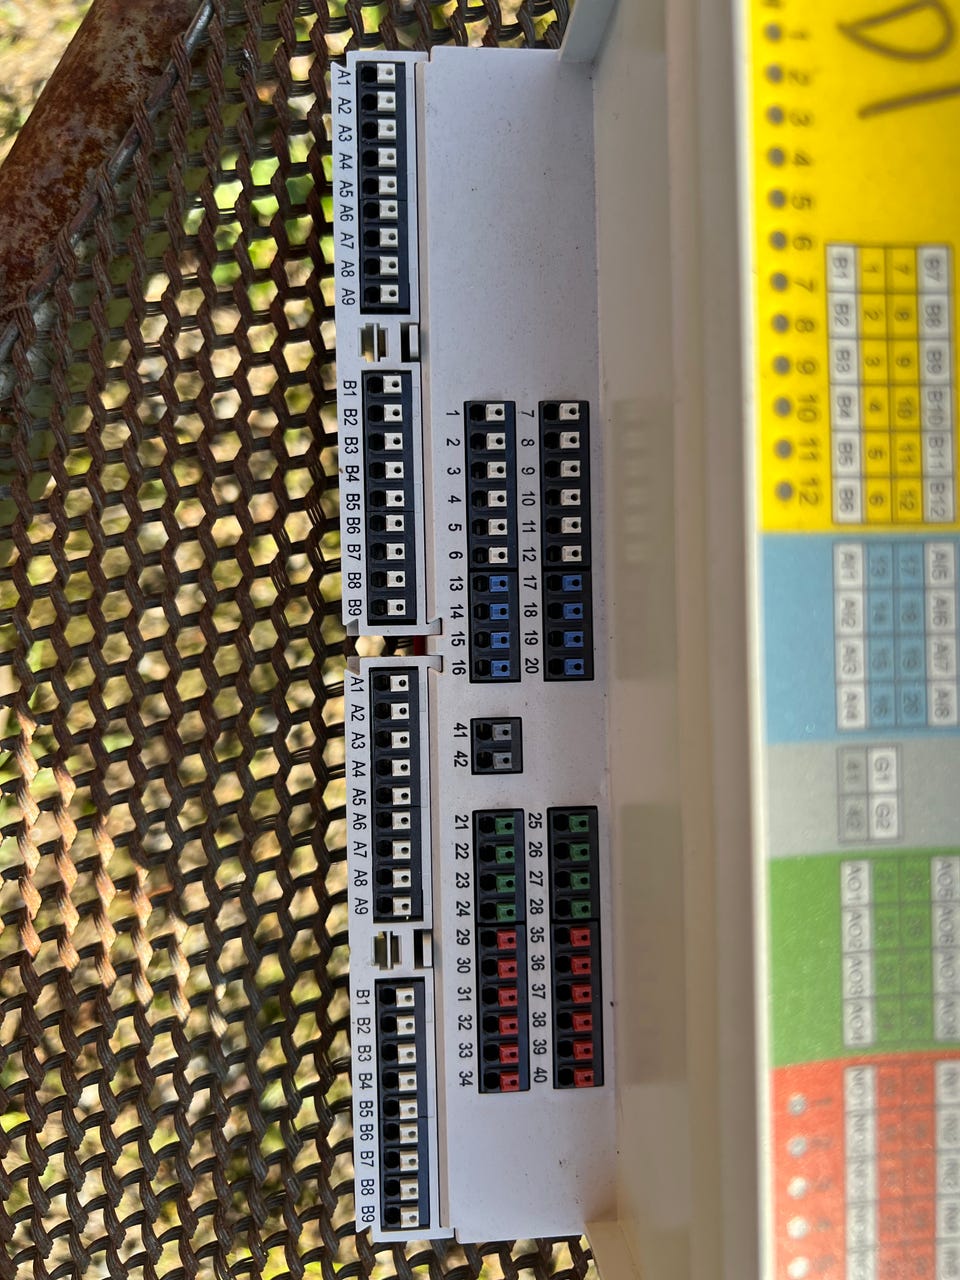 A1 A2 A3 A4 A5 A6 A7 A8 A9
B1 B2 B3 B4 B5 B6 B7 B8 B9
A1 A2 A3 A4 A5 A6 A7 A8 A9
B1 B2 B3 B4 B5 B6 B7 B8 B9
1 2 3 4 5 6 13 14 15 16
41 42
21 22 23 24 29 30 31 32 33 34
7 8 9 10 11 12 17 18 19 20
25 26 27 28 35 36 37 38 39 40
DI
1 2 3 4 5 6 7 8 9 10 11 12
B7 B8 B9 B10 B11 B12
7 8 9 10 11 12
1 2 3 4 5 6
B1 B2 B3 B4 B5 B6
AI5 AI6 AI7 AI8
17 18 19 20
13 14 15 16
AI1 AI2 AI3 AI4
G1 G2
41 42
AO5 AO6
AO1 AO2 AO3 AO4
NO1